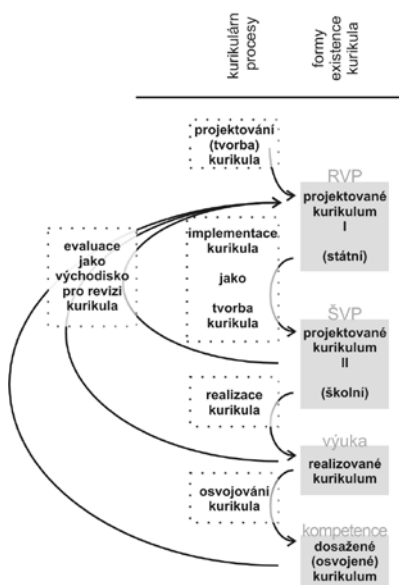 kurikulárn
procesy
formy
existence
kurikula
projektování
(tvorba)
kurikula
RVP
projektované
kurikulum
I
(státní)
evaluace
jako
východisko
pro revizi
kurikula
implementace
kurikula
jako
tvorba
kurikula
ŠVP
projektované
kurikulum
II
(školní)
realizace
kurikula
výuka
realizované
kurikulum
osvojování
kurikula
kompetence
dosažené
(osvojené)
kurikulum